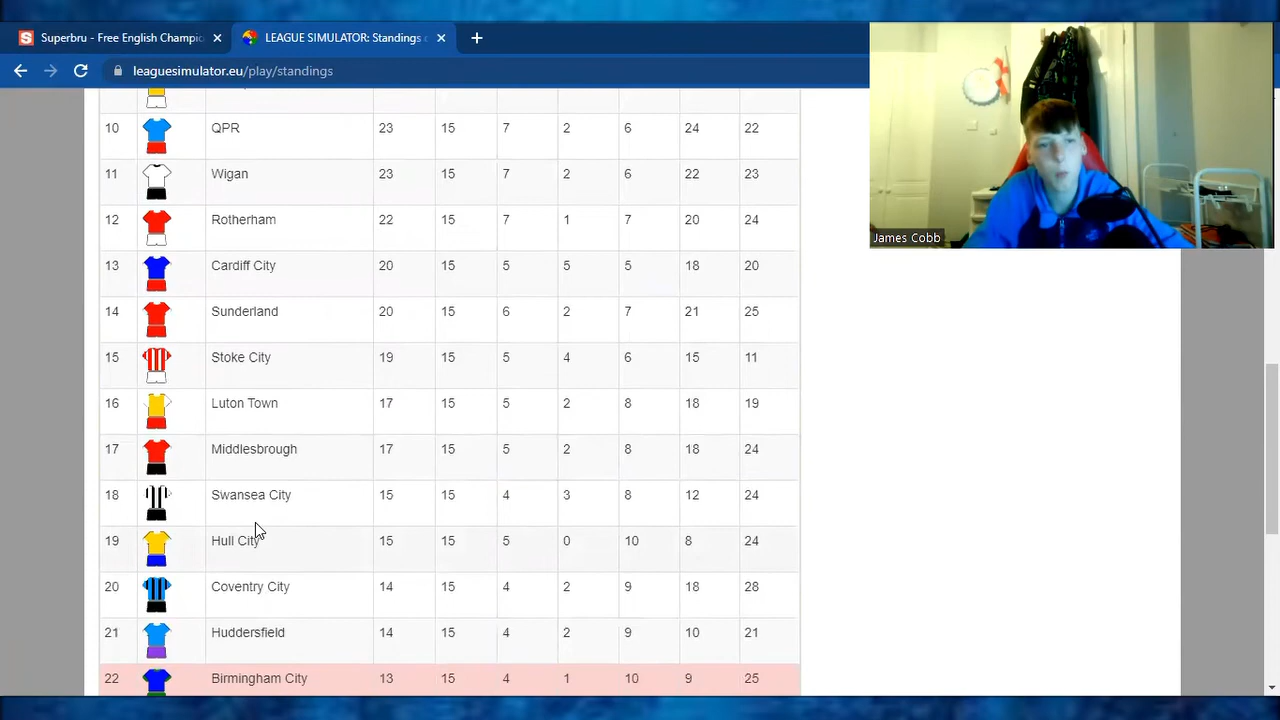 Superbru - Free English Champi
LEAGUE SIMULATOR: Standings
leaguesimulator.eu/play/standings
James Cobb
10 QPR 23 15 7 2 6 24 22
11 Wigan 23 15 7 2 6 22 23
12 Rotherham 22 15 7 1 7 20 24
13 Cardiff City 20 15 5 5 5 18 20
14 Sunderland 20 15 6 2 7 21 25
15 Stoke City 19 15 5 4 6 15 11
16 Luton Town 17 15 5 2 8 18 19
17 Middlesbrough 17 15 5 2 8 18 24
18 Swansea City 15 15 4 3 8 12 24
19 Hull City 15 15 5 0 10 8 24
20 Coventry City 14 15 4 2 9 18 28
21 Huddersfield 14 15 4 2 9 10 21
22 Birmingham City 13 15 4 1 10 9 25